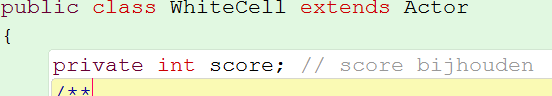 public class WhiteCell extends Actor
{
private int score; // score bijhouden
/**